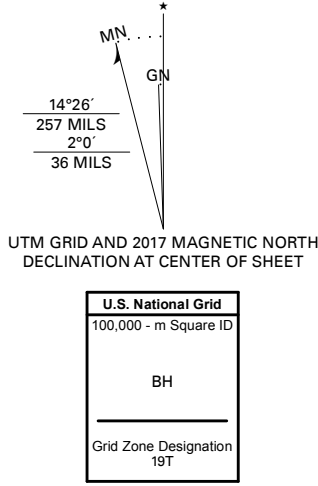 MN
GN
14°26´
257 MILS
2°0´
36 MILS
UTM GRID AND 2017 MAGNETIC NORTH
DECLINATION AT CENTER OF SHEET
U.S. National Grid
100,000 - m Square ID
BH
Grid Zone Designation
19T